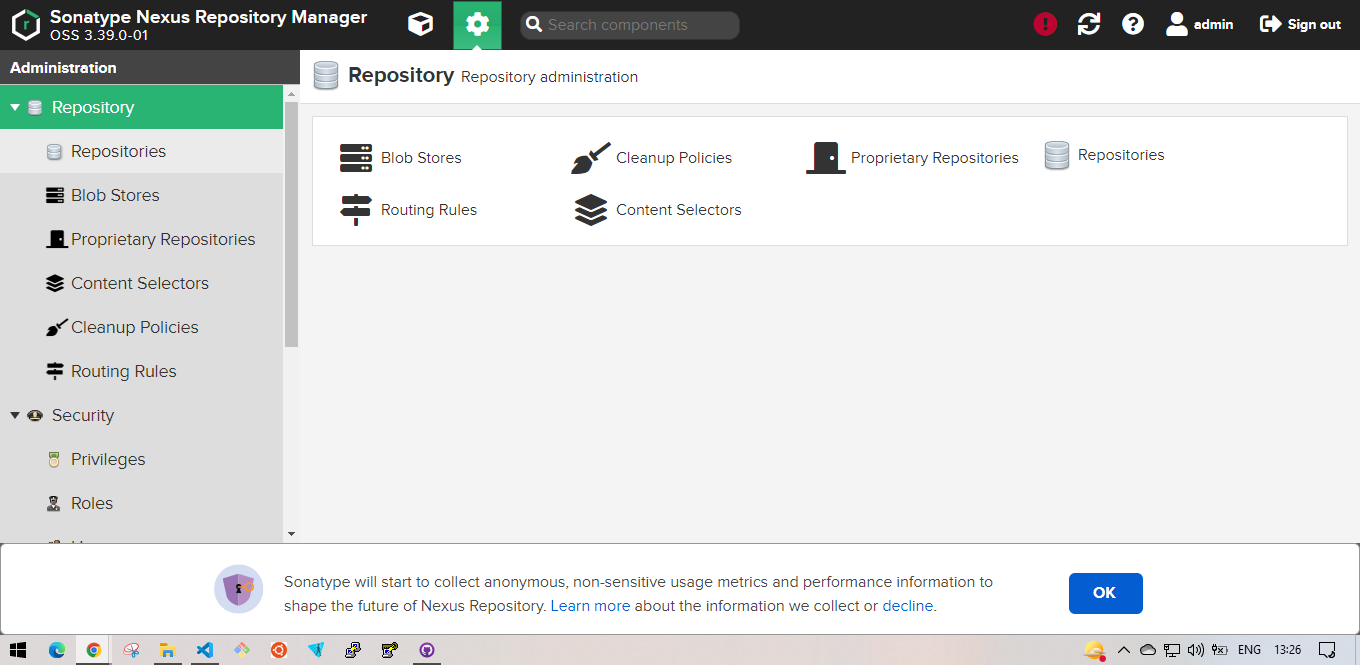 Sonatype Nexus Repository Manager
OSS 3.39.0-01
Search components
admin
Sign out
Administration
Repository
Repositories
Blob Stores
Proprietary Repositories
Content Selectors
Cleanup Policies
Routing Rules
Security
Privileges
Roles
Repository Repository administration
Blob Stores
Cleanup Policies
Proprietary Repositories
Repositories
Routing Rules
Content Selectors
Sonatype will start to collect anonymous, non-sensitive usage metrics and performance information to
shape the future of Nexus Repository. Learn more about the information we collect or decline.
OK
ENG
13:26